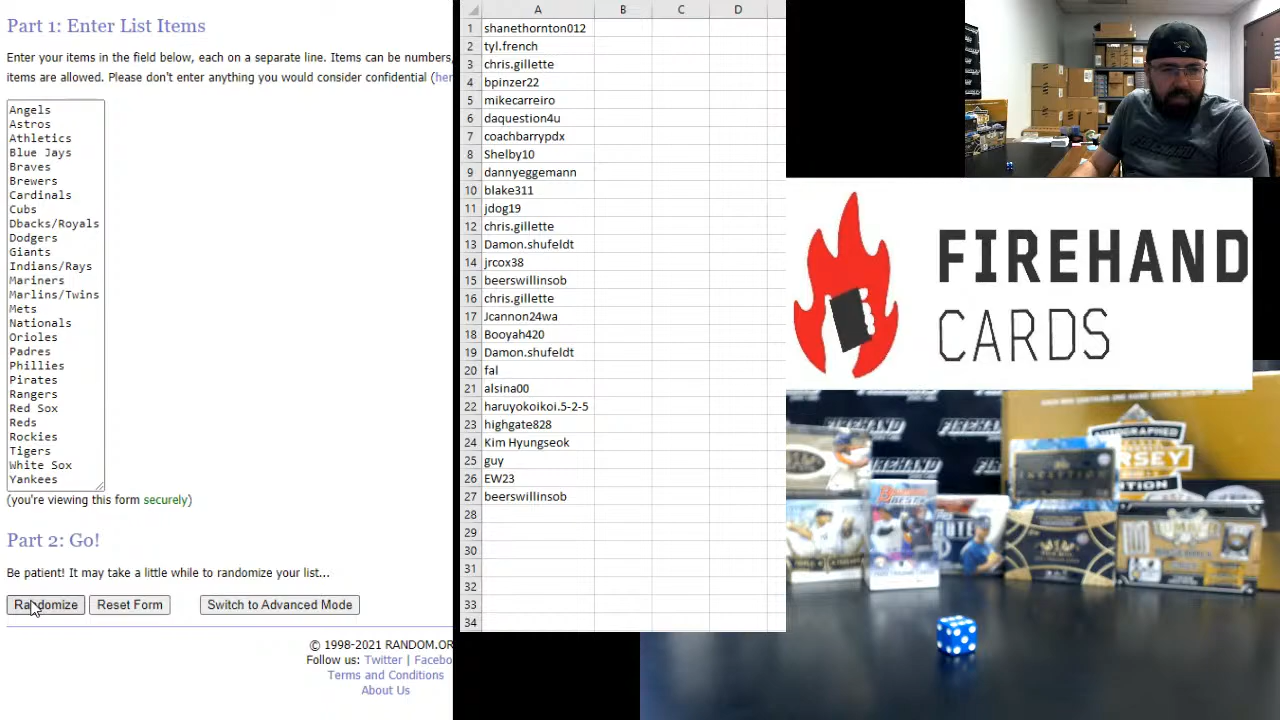 Part 1: Enter List Items
Enter your items in the field below, each on a separate line. Items can be numbers,
items are allowed. Please don't enter anything you would consider confidential (her
Angels
Astros
Athletics
Blue Jays
Braves
Brewers
Cardinals
Cubs
Dbacks/Royals
Dodgers
Giants
Indians/Rays
Mariners
Marlins/Twins
Mets
Nationals
Orioles
Padres
Phillies
Pirates
Rangers
Red Sox
Reds
Rockies
Tigers
White Sox
Yankees
(you're viewing this form securely)
Part 2: Go!
Be patient! It may take a little while to randomize your list...
Randomize Reset Form Switch to Advanced Mode
© 1998-2021 RANDOM.OR
Follow us: Twitter | Facebo
Terms and Conditions
About Us
A B C D
1 shanethornton012
2 tyl.french
3 chris.gillette
4 bpinzer22
5 mikecarreiro
6 daquestion4u
7 coachbarrypdx
8 Shelby10
9 dannyeggemann
10 blake311
11 jdog19
12 chris.gillette
13 Damon.shufeldt
14 jrcox38
15 beerswillinsob
16 chris.gillette
17 Jcannon24wa
18 Booyah420
19 Damon.shufeldt
20 fal
21 alsina00
22 haruyokoikoi.5-2-5
23 highgate828
24 Kim Hyungseok
25 guy
26 EW23
27 beerswillinsob
28
29
30
31
32
33
34
FIREHAND
CARDS